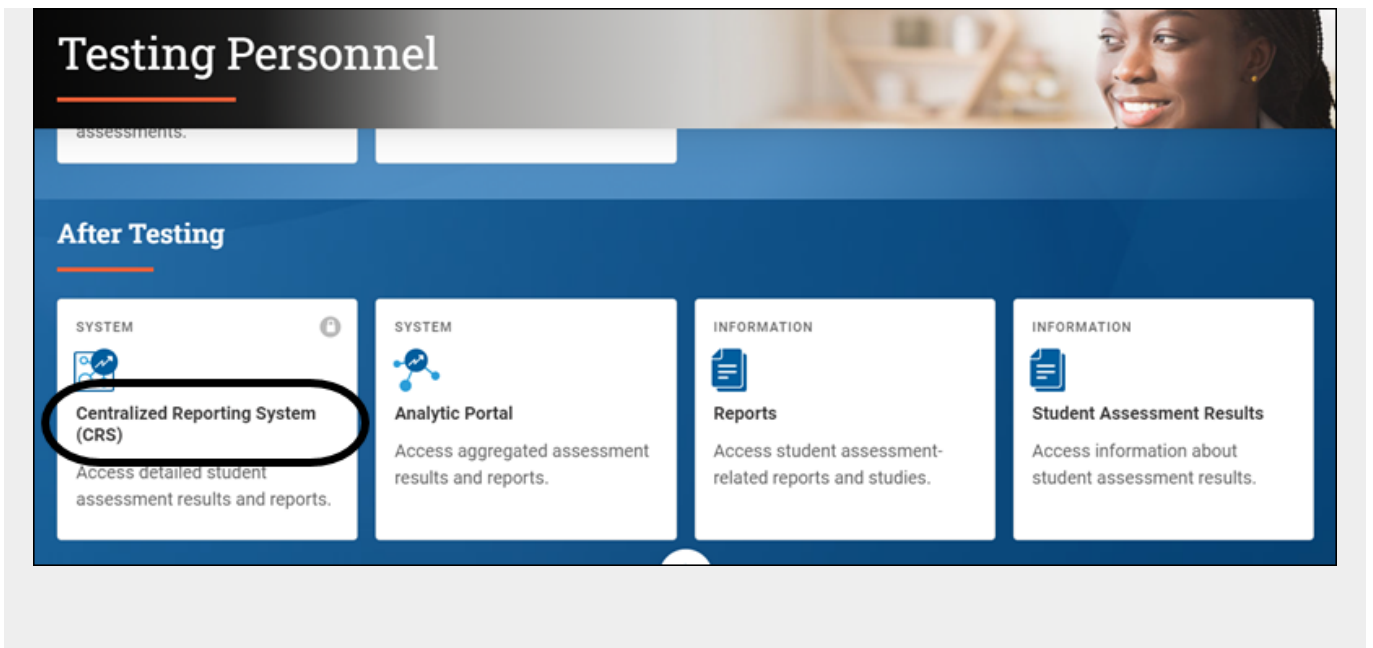 Testing Personnel
assessments.
After Testing
SYSTEM
Centralized Reporting System
(CRS)
Access detailed student
assessment results and reports.
SYSTEM
Analytic Portal
Access aggregated assessment
results and reports.
INFORMATION
Reports
Access student assessment-
related reports and studies.
INFORMATION
Student Assessment Results
Access information about
student assessment results.